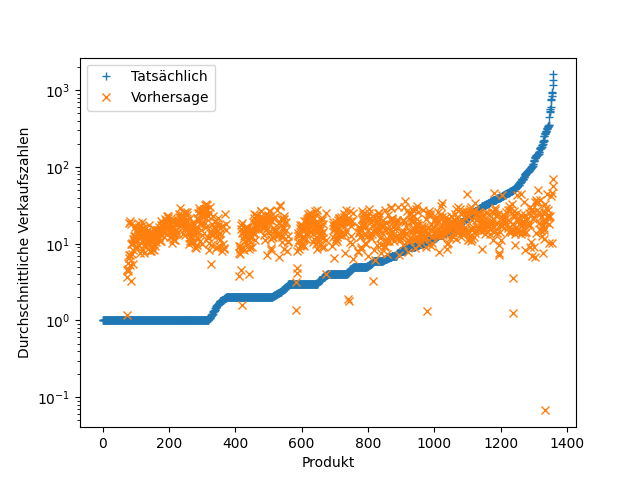 Tatsächlich
Vorhersage
Durchschnittliche Verkaufszahlen
10³
10²
10¹
10⁰
10⁻¹
0 200 400 600 800 1000 1200 1400
Produkt